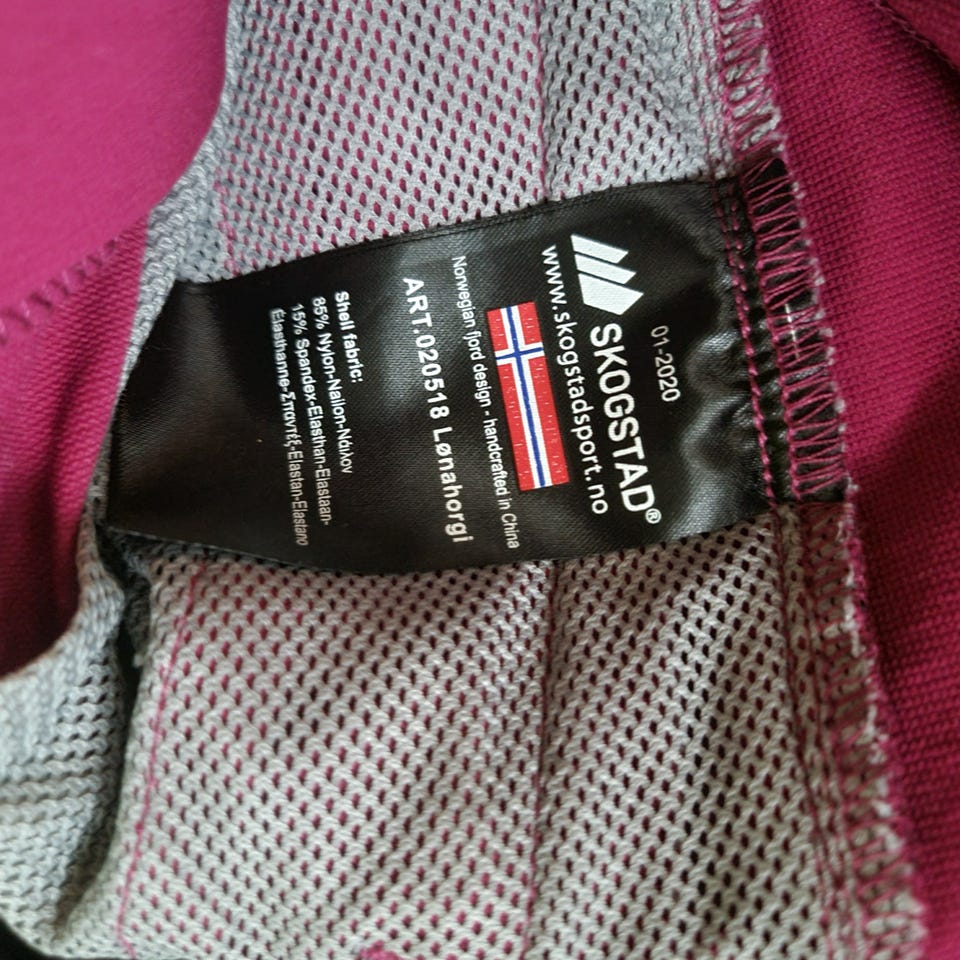 01-2020
SKOGSTAD®
www.skogstadsport.no
Norwegian fjord design - handcrafted in China
ART.020518 Lønahorgi
Shell fabric:
85% Nylon-Nailon-Νάυλον
15% Spandex-Elasthan-Elastaan-
Élasthanne-Σπαντέξ-Elastan-Elastano